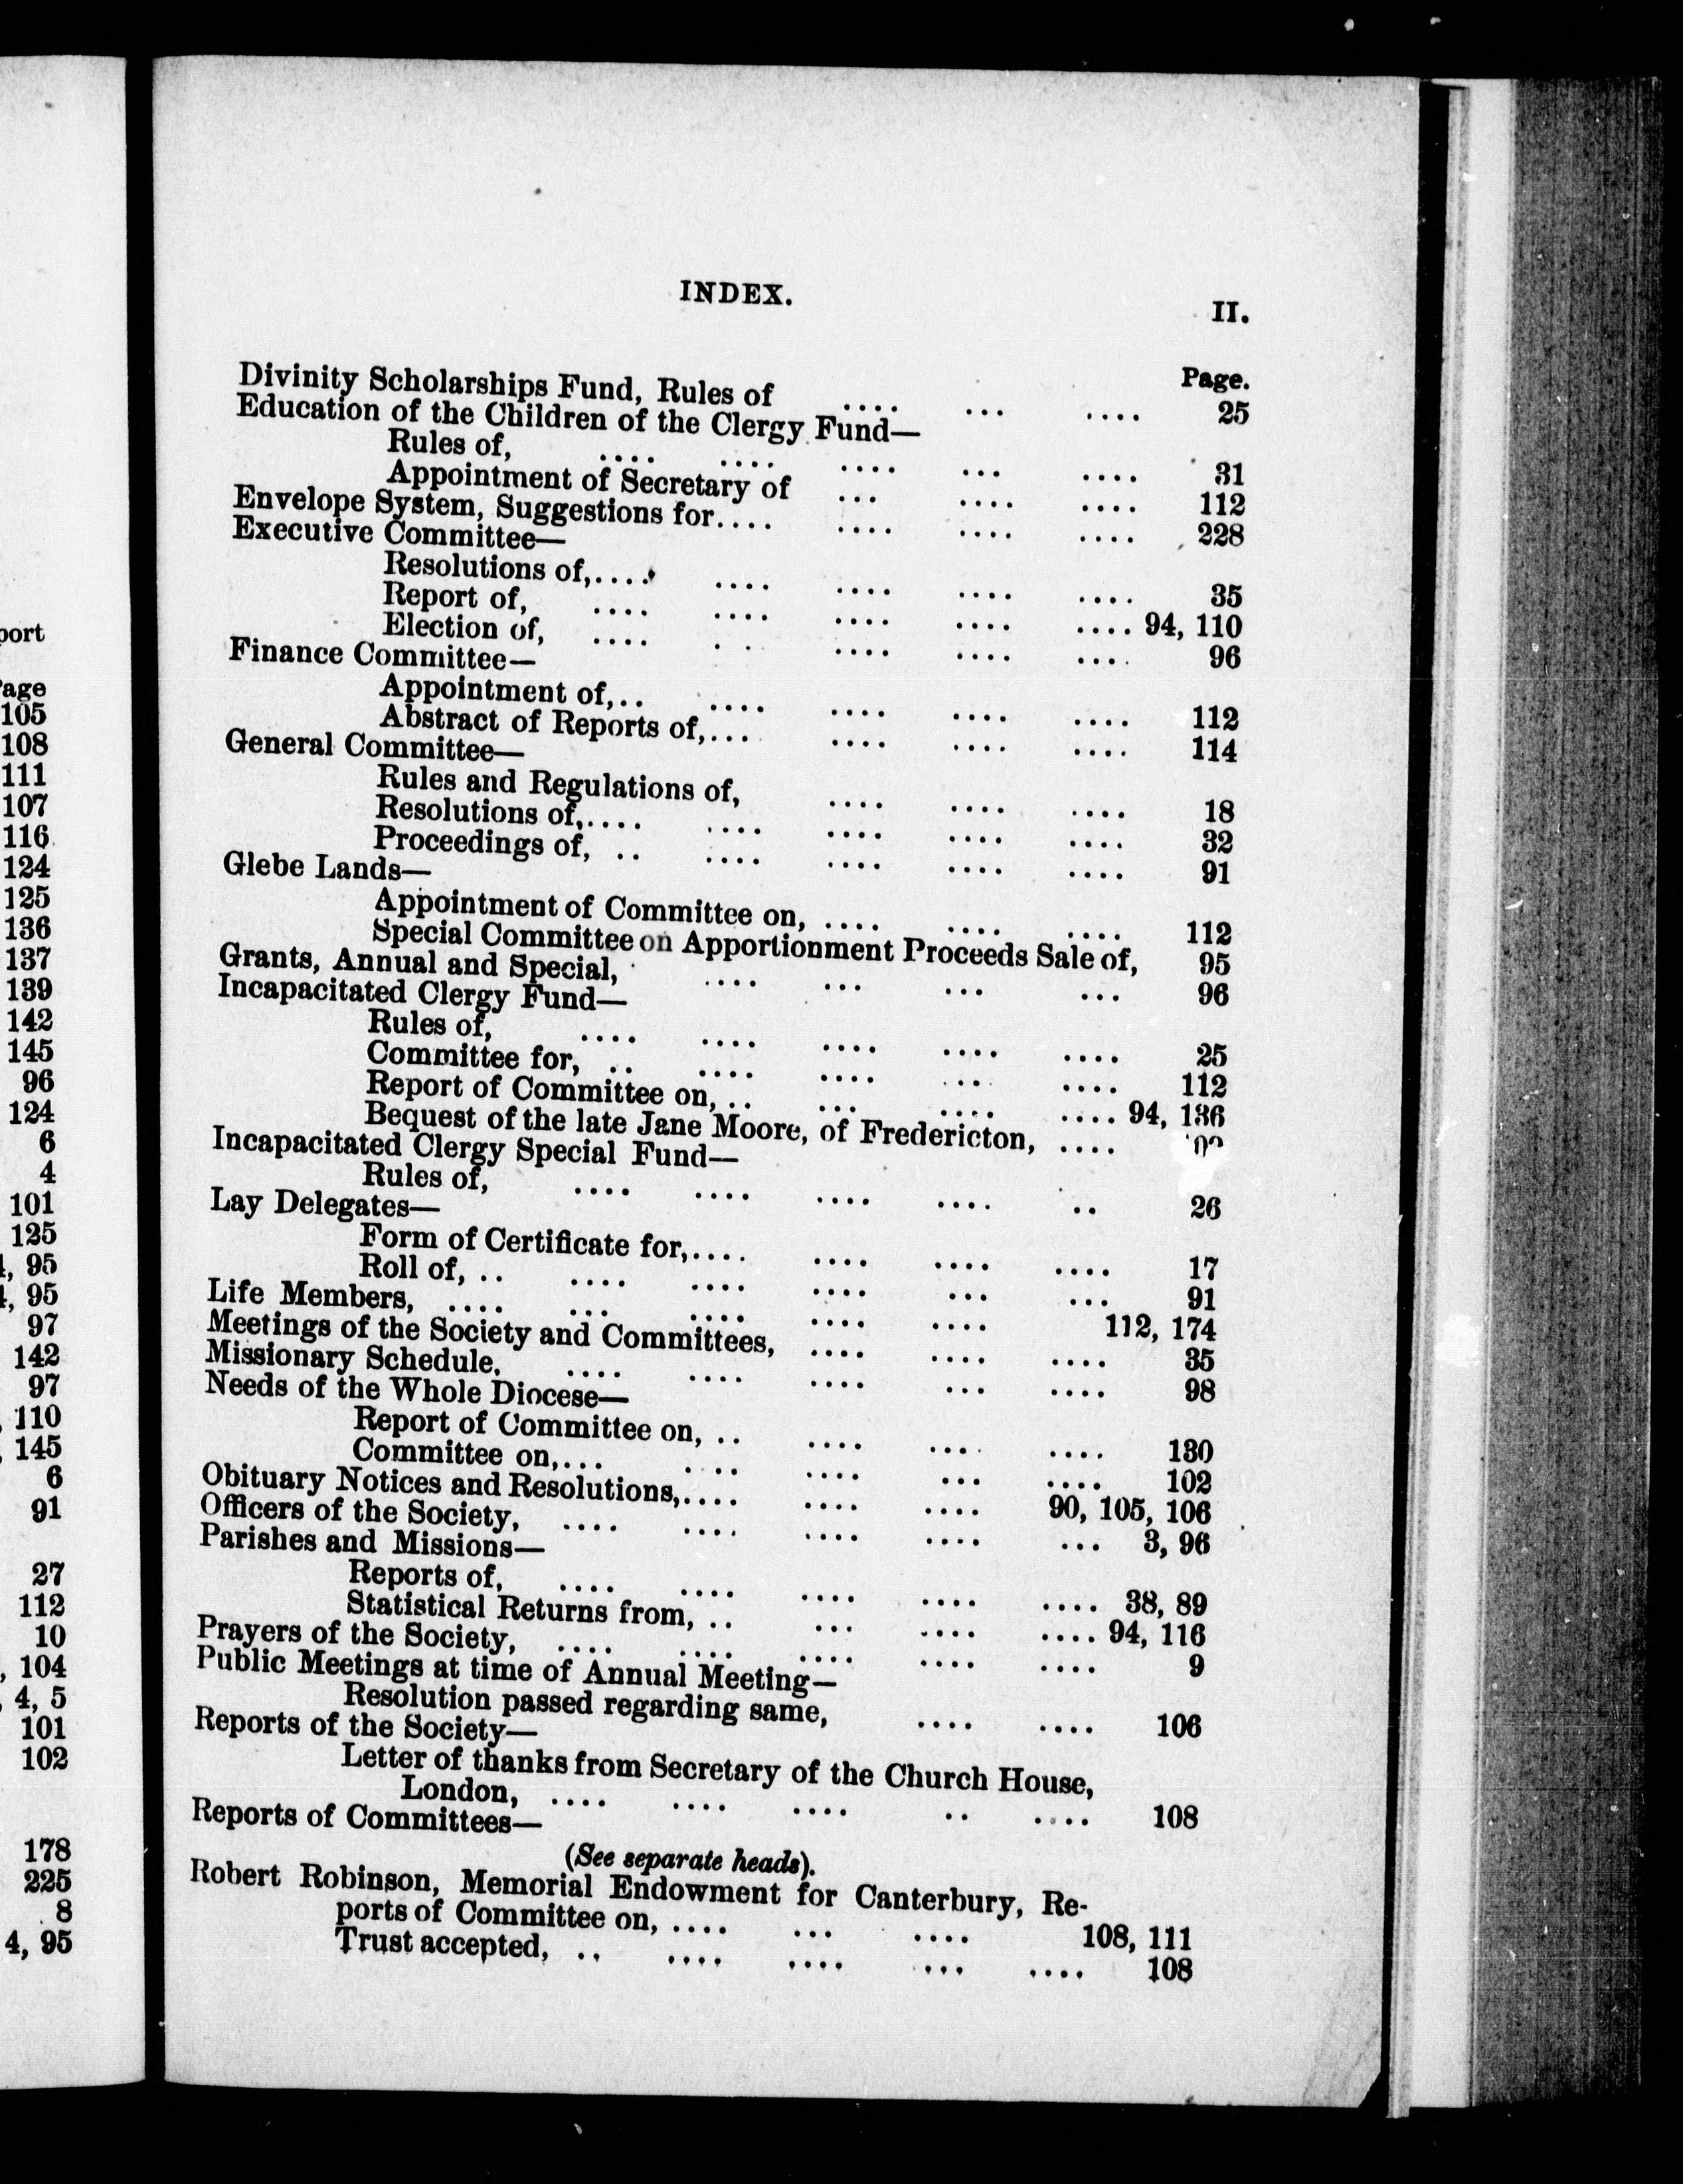 port
Page
105
108
111
107
116
124
125
136
137
139
142
145
96
124
6
4
101
125
, 95
, 95
97
142
97
110
145
6
91
27
112
10
, 104
, 4, 5
101
102
178
225
8
4, 95
INDEX.
II.
Page.
Divinity Scholarships Fund, Rules of .... ... .... 25
Education of the Children of the Clergy Fund—
Rules of, .... .... .... ... .... 31
Appointment of Secretary of ... .... .... 112
Envelope System, Suggestions for.... .... .... .... 228
Executive Committee—
Resolutions of,.... .... .... .... .... 35
Report of, .... .... .... .... .... 94, 110
Election of, .... . . .... .... .... 96
Finance Committee—
Appointment of,.. .... .... .... .... 112
Abstract of Reports of,... .... .... .... 114
General Committee—
Rules and Regulations of, .... .... .... 18
Resolutions of,.... .... .... .... .... 32
Proceedings of, .. .... .... .... .... 91
Glebe Lands—
Appointment of Committee on, .... .... .... 112
Special Committee on Apportionment Proceeds Sale of, 95
Grants, Annual and Special, .... ... ... ... 96
Incapacitated Clergy Fund—
Rules of, .... .... .... .... .... 25
Committee for, .. .... .... ... .... 112
Report of Committee on, .. ... .... .... 94, 136
Bequest of the late Jane Moore, of Fredericton, ....
Incapacitated Clergy Special Fund—
Rules of, .... .... .... .... .. 26
Lay Delegates—
Form of Certificate for,.... .... .... .... 17
Roll of, .. .... .... .... ... ... 91
Life Members, .... ... .... .... .... 112, 174
Meetings of the Society and Committees, .... .... .... 35
Missionary Schedule, .... .... .... ... .... 98
Needs of the Whole Diocese—
Report of Committee on, .. .... .... .... 130
Committee on,... .... .... ... .... 102
Obituary Notices and Resolutions,.... .... .... 90, 105, 106
Officers of the Society, .... .... .... .... ... 3, 96
Parishes and Missions—
Reports of, .... .... .... .... .... 38, 89
Statistical Returns from, .. ... .... .... 94, 116
Prayers of the Society, .... .... .... .... .... 9
Public Meetings at time of Annual Meeting—
Resolution passed regarding same, .... .... 106
Reports of the Society—
Letter of thanks from Secretary of the Church House,
London, .... .... .... .. .... 108
Reports of Committees—
(See separate heads).
Robert Robinson, Memorial Endowment for Canterbury, Re-
ports of Committee on, .... ... .... 108, 111
Trust accepted, .. .... .... ... .... 108